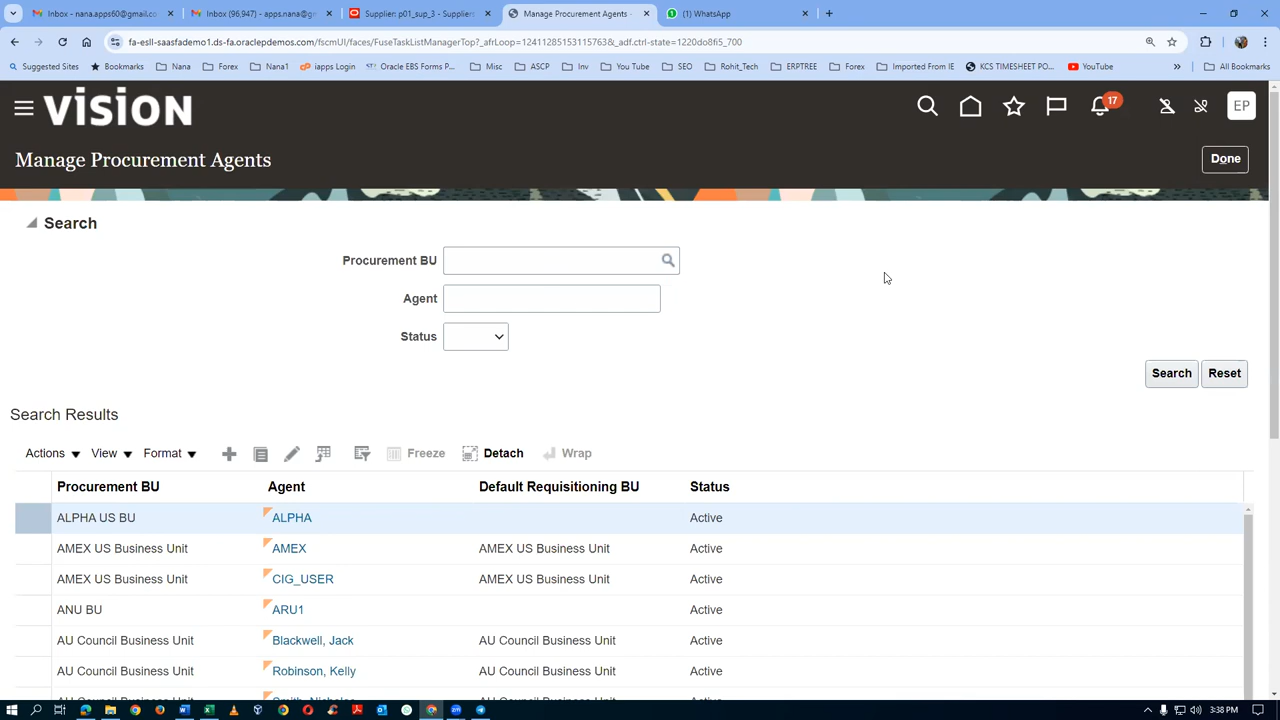 Inbox - nana.apps60@gmail.co
Inbox (96,947) - apps.nana@gm
Supplier: p01_sup_3 - Suppliers
Manage Procurement Agents -
(1) WhatsApp
fa-esll-saasfademo1.ds-fa.oraclepdemos.com/fscmUI/faces/FuseTaskListManagerTop?_afrLoop=124112851531157​63&_adf.ctrl-state=1220do8fi5_700
Suggested Sites
Bookmarks
Nana
Forex
Nana1
iapps Login
Oracle EBS Forms P...
Misc
ASCP
Inv
You Tube
SEO
Rohit_Tech
ERPTREE
Forex
Imported From IE
KCS TIMESHEET PO...
YouTube
All Bookmarks
VISION
17
EP
Manage Procurement Agents
Done
Search
Procurement BU
Agent
Status
Search Reset
Search Results
Actions View Format Freeze Detach Wrap
Procurement BU Agent Default Requisitioning BU Status
ALPHA US BU ALPHA Active
AMEX US Business Unit AMEX AMEX US Business Unit Active
AMEX US Business Unit CIG_USER AMEX US Business Unit Active
ANU BU ARU1 Active
AU Council Business Unit Blackwell, Jack AU Council Business Unit Active
AU Council Business Unit Robinson, Kelly AU Council Business Unit Active
3:38 PM